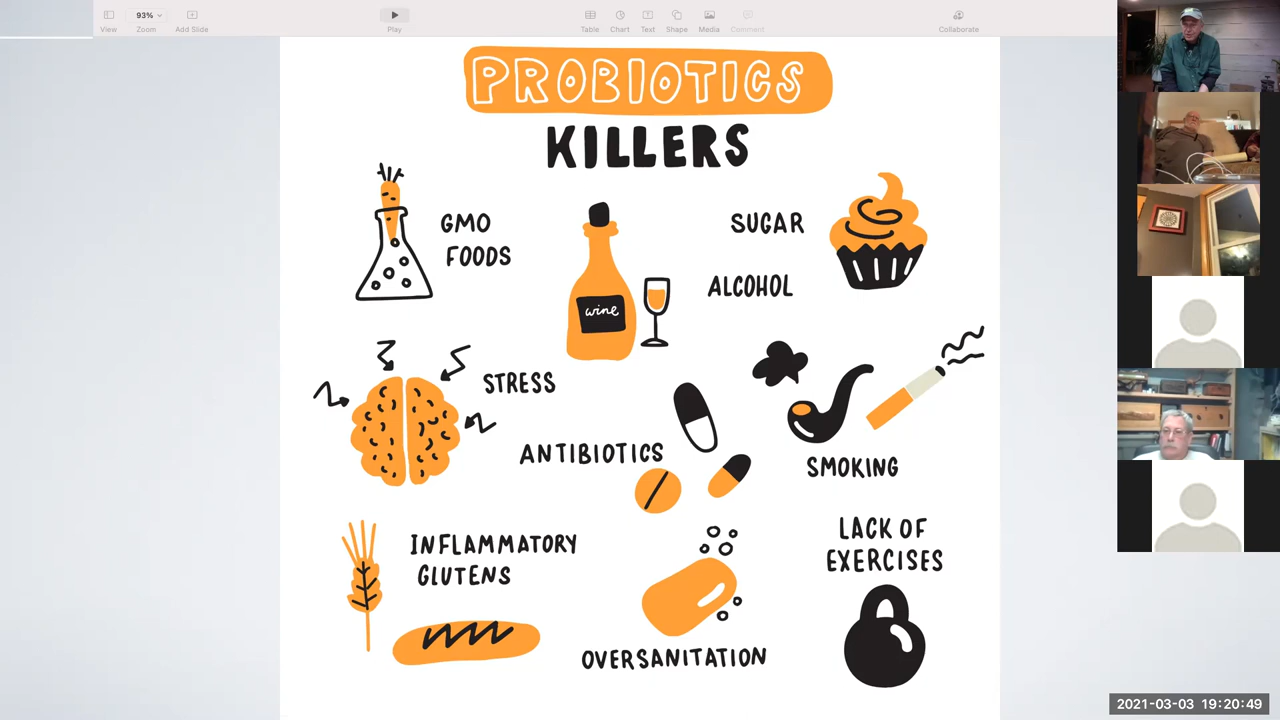 93%
View
Zoom
Add Slide
Play
Table
Chart
Text
Shape
Media
Comment
Collaborate
PROBIOTICS
KILLERS
GMO
FOODS
SUGAR
ALCOHOL
wine
STRESS
ANTIBIOTICS
SMOKING
INFLAMMATORY
GLUTENS
LACK OF
EXERCISES
OVERSANITATION
2021-03-03 19:20:49